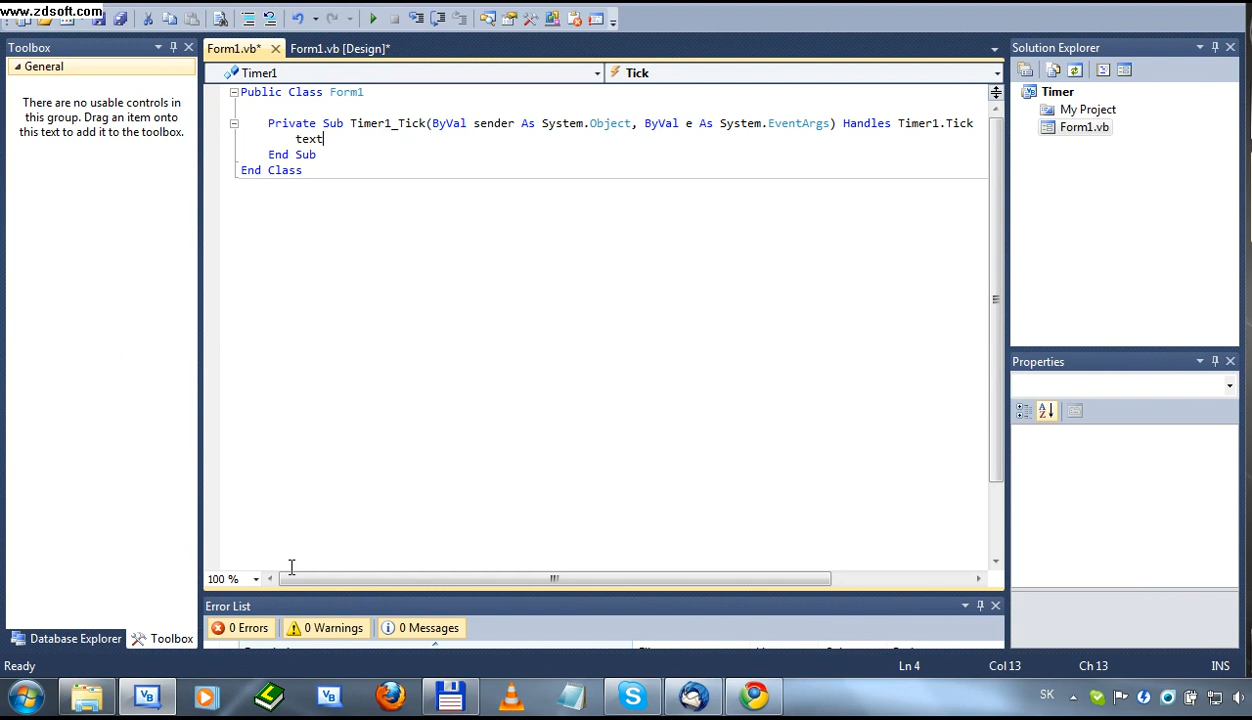 www.zdsoft.com
Toolbox
General
There are no usable controls in
this group. Drag an item onto
this text to add it to the toolbox.
Database Explorer
Toolbox
Form1.vb*
Form1.vb [Design]*
Timer1
Tick
Public Class Form1
Private Sub Timer1_Tick(ByVal sender As System.Object, ByVal e As System.EventArgs) Handles Timer1.Tick
text
End Sub
End Class
100 %
Error List
0 Errors
0 Warnings
0 Messages
Solution Explorer
Timer
My Project
Form1.vb
Properties
Ready
Ln 4
Col 13
Ch 13
INS
SK